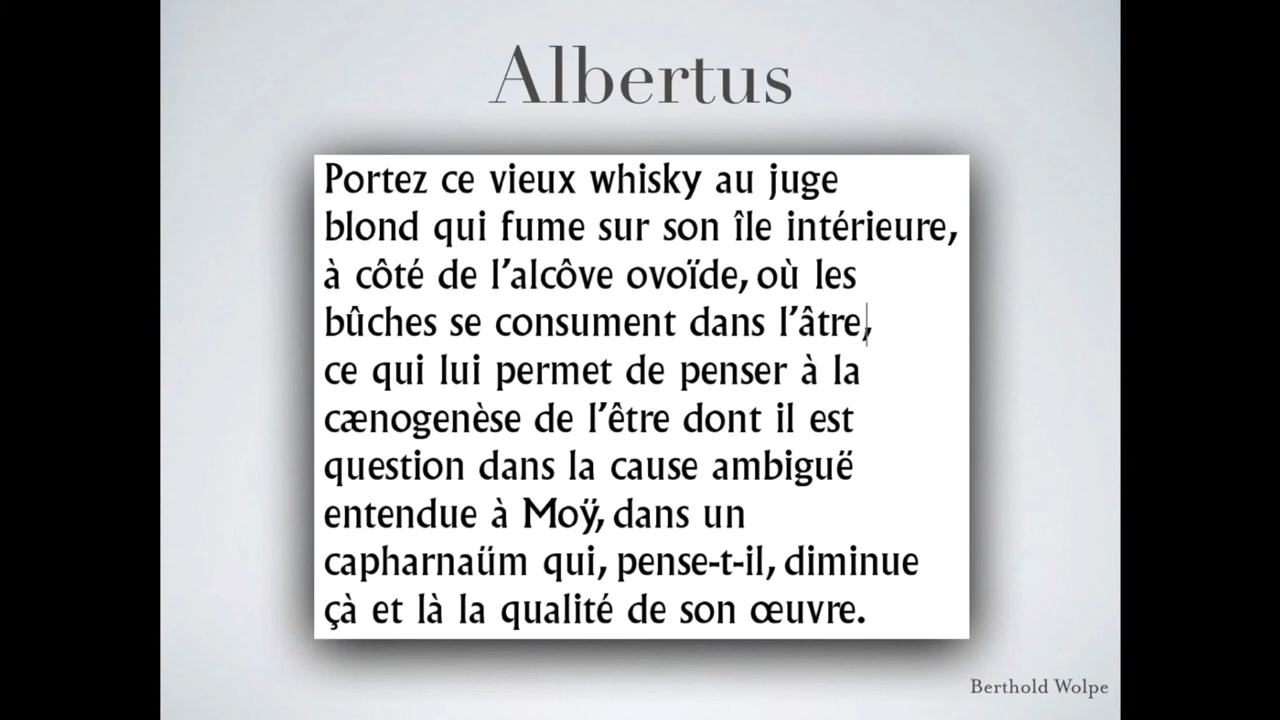 Albertus
Portez ce vieux whisky au juge
blond qui fume sur son île intérieure,
à côté de l’alcôve ovoïde, où les
bûches se consument dans l’âtre,
ce qui lui permet de penser à la
cænogenèse de l’être dont il est
question dans la cause ambiguë
entendue à Moÿ, dans un
capharnaüm qui, pense-t-il, diminue
çà et là la qualité de son œuvre.
Berthold Wolpe